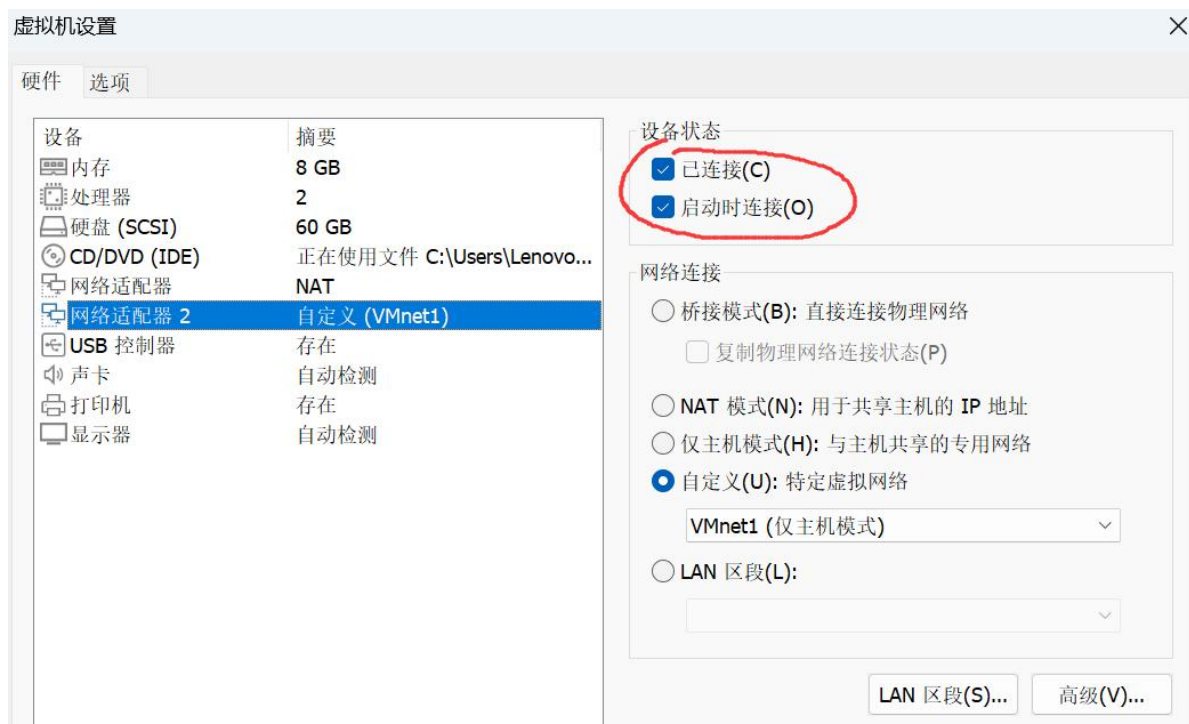 虚拟机设置
硬件 选项
设备 摘要
内存 8 GB
处理器 2
硬盘 (SCSI) 60 GB
CD/DVD (IDE) 正在使用文件 C:\Users\Lenovo...
网络适配器 NAT
网络适配器 2 自定义 (VMnet1)
USB 控制器 存在
声卡 自动检测
打印机 存在
显示器 自动检测
设备状态
已连接(C)
启动时连接(O)
网络连接
桥接模式(B): 直接连接物理网络
复制物理网络连接状态(P)
NAT 模式(N): 用于共享主机的 IP 地址
仅主机模式(H): 与主机共享的专用网络
自定义(U): 特定虚拟网络
VMnet1 (仅主机模式)
LAN 区段(L):
LAN 区段(S)... 高级(V)...